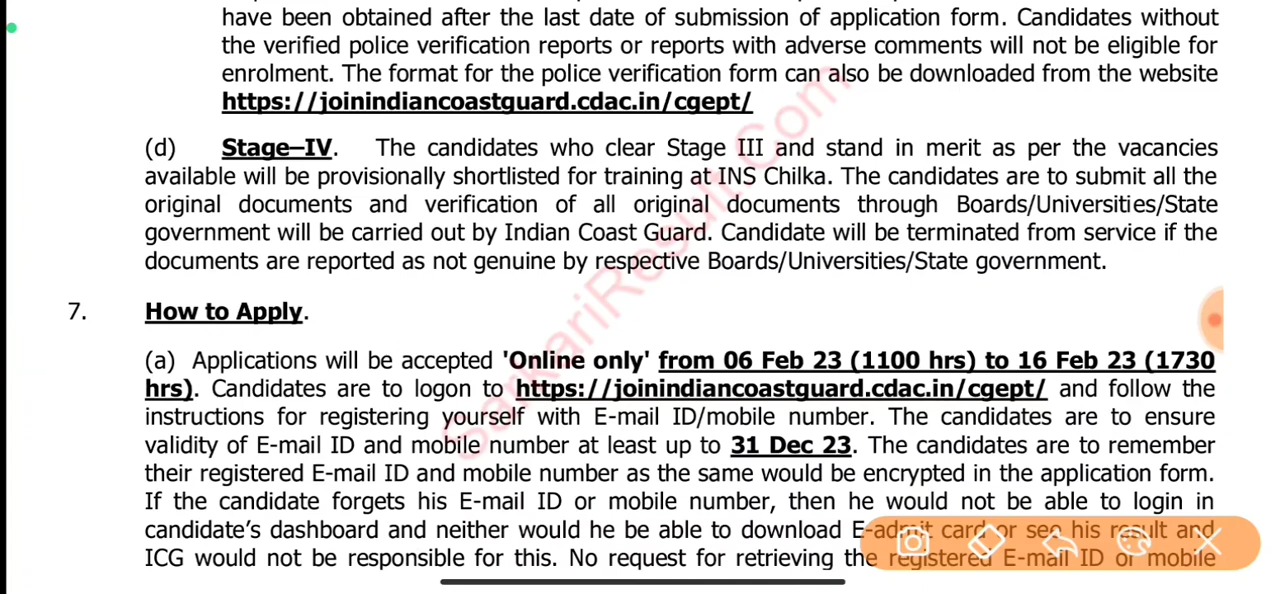 have been obtained after the last date of submission of application form. Candidates without
the verified police verification reports or reports with adverse comments will not be eligible for
enrolment. The format for the police verification form can also be downloaded from the website
https://joinindiancoastguard.cdac.in/cgept/
(d) Stage–IV. The candidates who clear Stage III and stand in merit as per the vacancies
available will be provisionally shortlisted for training at INS Chilka. The candidates are to submit all the
original documents and verification of all original documents through Boards/Universities/State
government will be carried out by Indian Coast Guard. Candidate will be terminated from service if the
documents are reported as not genuine by respective Boards/Universities/State government.
7. How to Apply.
(a) Applications will be accepted 'Online only' from 06 Feb 23 (1100 hrs) to 16 Feb 23 (1730
hrs). Candidates are to logon to https://joinindiancoastguard.cdac.in/cgept/ and follow the
instructions for registering yourself with E-mail ID/mobile number. The candidates are to ensure
validity of E-mail ID and mobile number at least up to 31 Dec 23. The candidates are to remember
their registered E-mail ID and mobile number as the same would be encrypted in the application form.
If the candidate forgets his E-mail ID or mobile number, then he would not be able to login in
candidate's dashboard and neither would he be able to download E-admit card or see his result and
ICG would not be responsible for this. No request for retrieving the registered E-mail ID or mobile
SarkariResult.Com